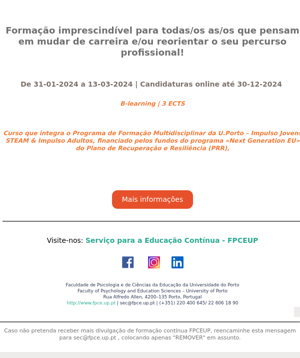 Formação imprescindível para todas/os as/os que pensam
em mudar de carreira e/ou reorientar o seu percurso
profissional!
De 31-01-2024 a 13-03-2024 | Candidaturas online até 30-12-2024
B-learning | 3 ECTS
Curso que integra o Programa de Formação Multidisciplinar da U.Porto – Impulso Jovens
STEAM & Impulso Adultos, financiado pelos fundos do programa «Next Generation EU»
do Plano de Recuperação e Resiliência (PRR),
Mais informações
Visite-nos: Serviço para a Educação Contínua - FPCEUP
Faculdade de Psicologia e de Ciências da Educação da Universidade do Porto
Faculty of Psychology and Education Sciences – University of Porto
Rua Alfredo Allen, 4200–135 Porto, Portugal
http://www.fpce.up.pt | sec@fpce.up.pt | (+351) 220 400 645/ 22 606 18 90
Caso não pretenda receber mais divulgação de formação contínua FPCEUP, reencaminhe esta mensagem
para sec@fpce.up.pt , colocando apenas "REMOVER" em assunto.